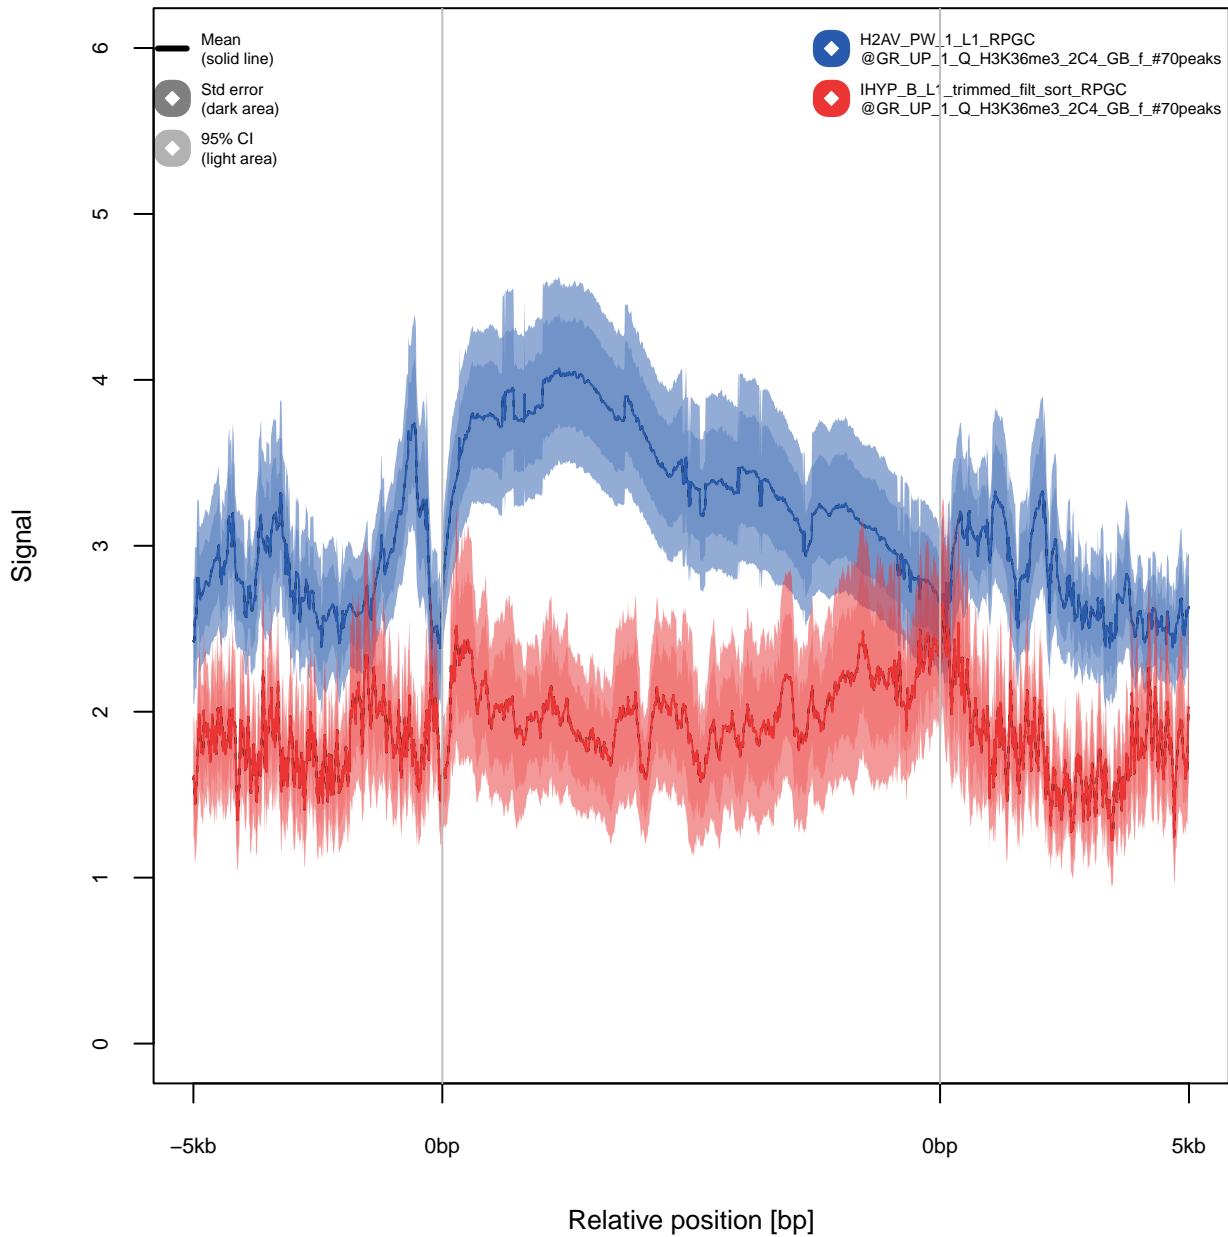 Mean
(solid line)
Std error
(dark area)
95% CI
(light area)
H2AV_PW_1_L1_RPGC
@GR_UP_1_Q_H3K36me3_2C4_GB_f_#70peaks
IHYP_B_L1_trimmed_filt_sort_RPGC
@GR_UP_1_Q_H3K36me3_2C4_GB_f_#70peaks
6
5
4
3
2
1
0
Signal
−5kb
0bp
0bp
5kb
Relative position [bp]